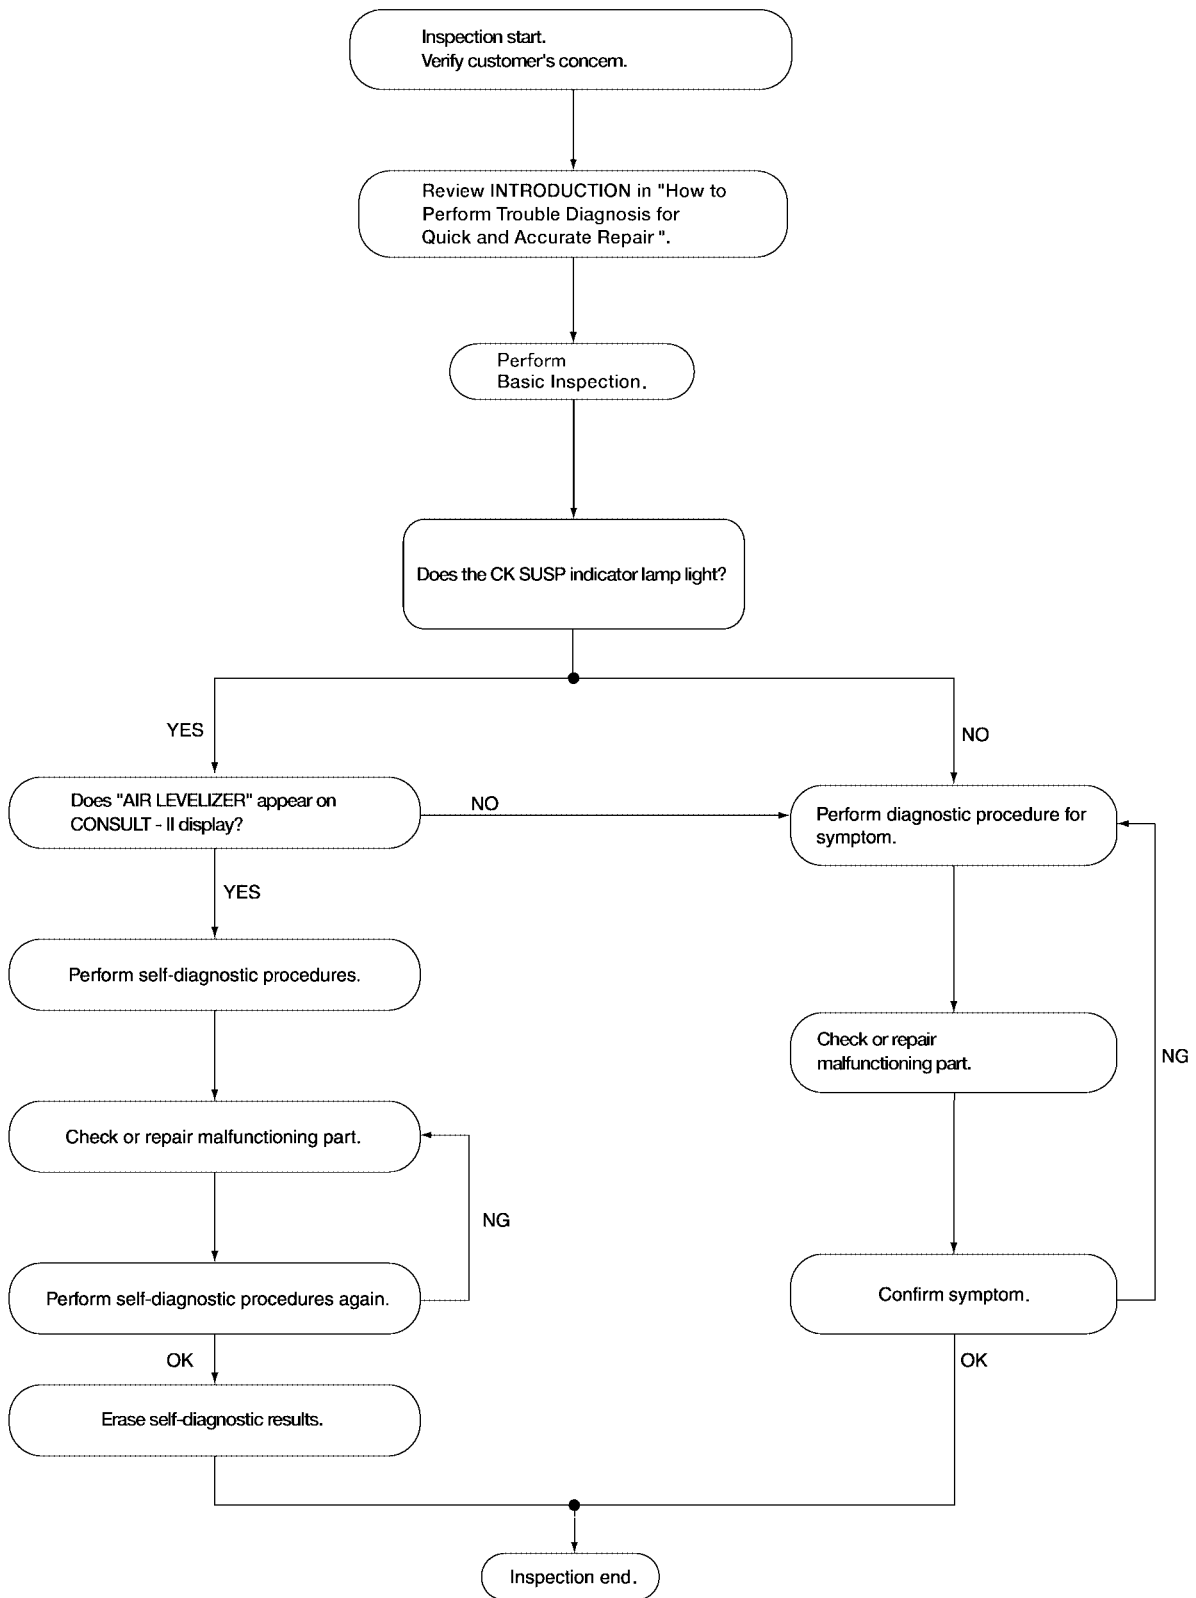 Inspection start.
Verify customer's concern.
Review INTRODUCTION in "How to
Perform Trouble Diagnosis for
Quick and Accurate Repair ".
Perform
Basic Inspection.
Does the CK SUSP indicator lamp light?
YES
NO
Does "AIR LEVELIZER" appear on
CONSULT - II display?
NO
Perform diagnostic procedure for
symptom.
YES
Perform self-diagnostic procedures.
Check or repair
malfunctioning part.
NG
Check or repair malfunctioning part.
NG
Perform self-diagnostic procedures again.
Confirm symptom.
OK
OK
Erase self-diagnostic results.
Inspection end.